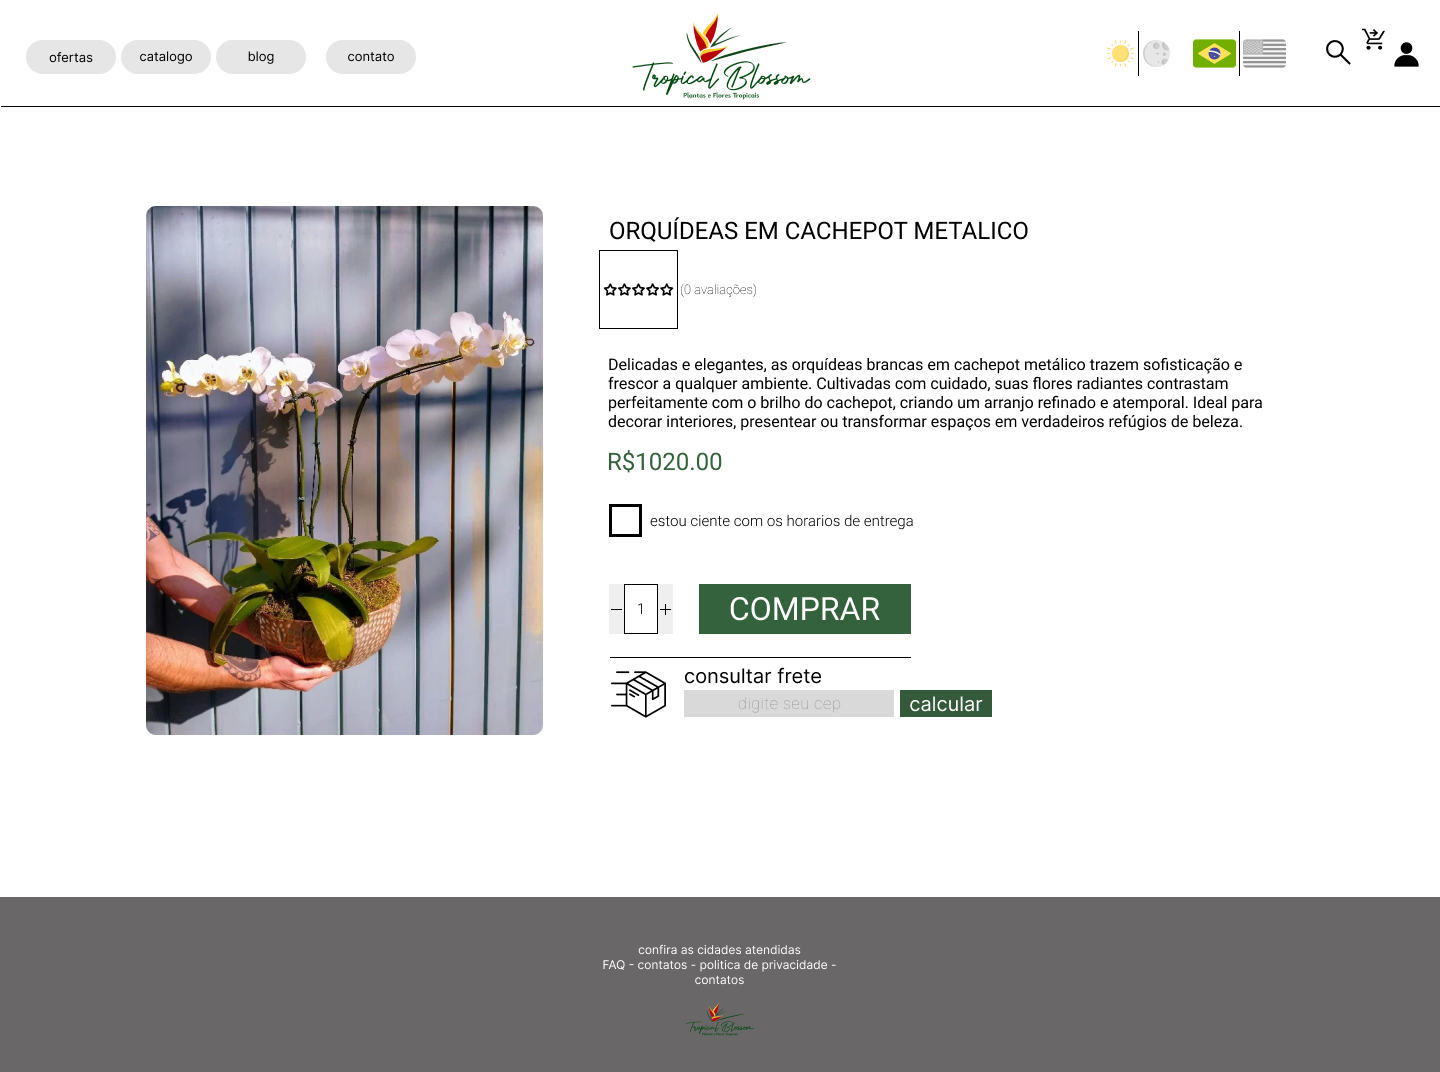 ofertas
catalogo
blog
contato
Tropical Blossom
Plantas e Flores Tropicais
ORQUÍDEAS EM CACHEPOT METALICO
(0 avaliações)
Delicadas e elegantes, as orquídeas brancas em cachepot metálico trazem sofisticação e
frescor a qualquer ambiente. Cultivadas com cuidado, suas flores radiantes contrastam
perfeitamente com o brilho do cachepot, criando um arranjo refinado e atemporal. Ideal para
decorar interiores, presentear ou transformar espaços em verdadeiros refúgios de beleza.
R$1020.00
estou ciente com os horarios de entrega
1
COMPRAR
consultar frete
digite seu cep
calcular
confira as cidades atendidas
FAQ - contatos - politica de privacidade -
contatos
Tropical Blossom